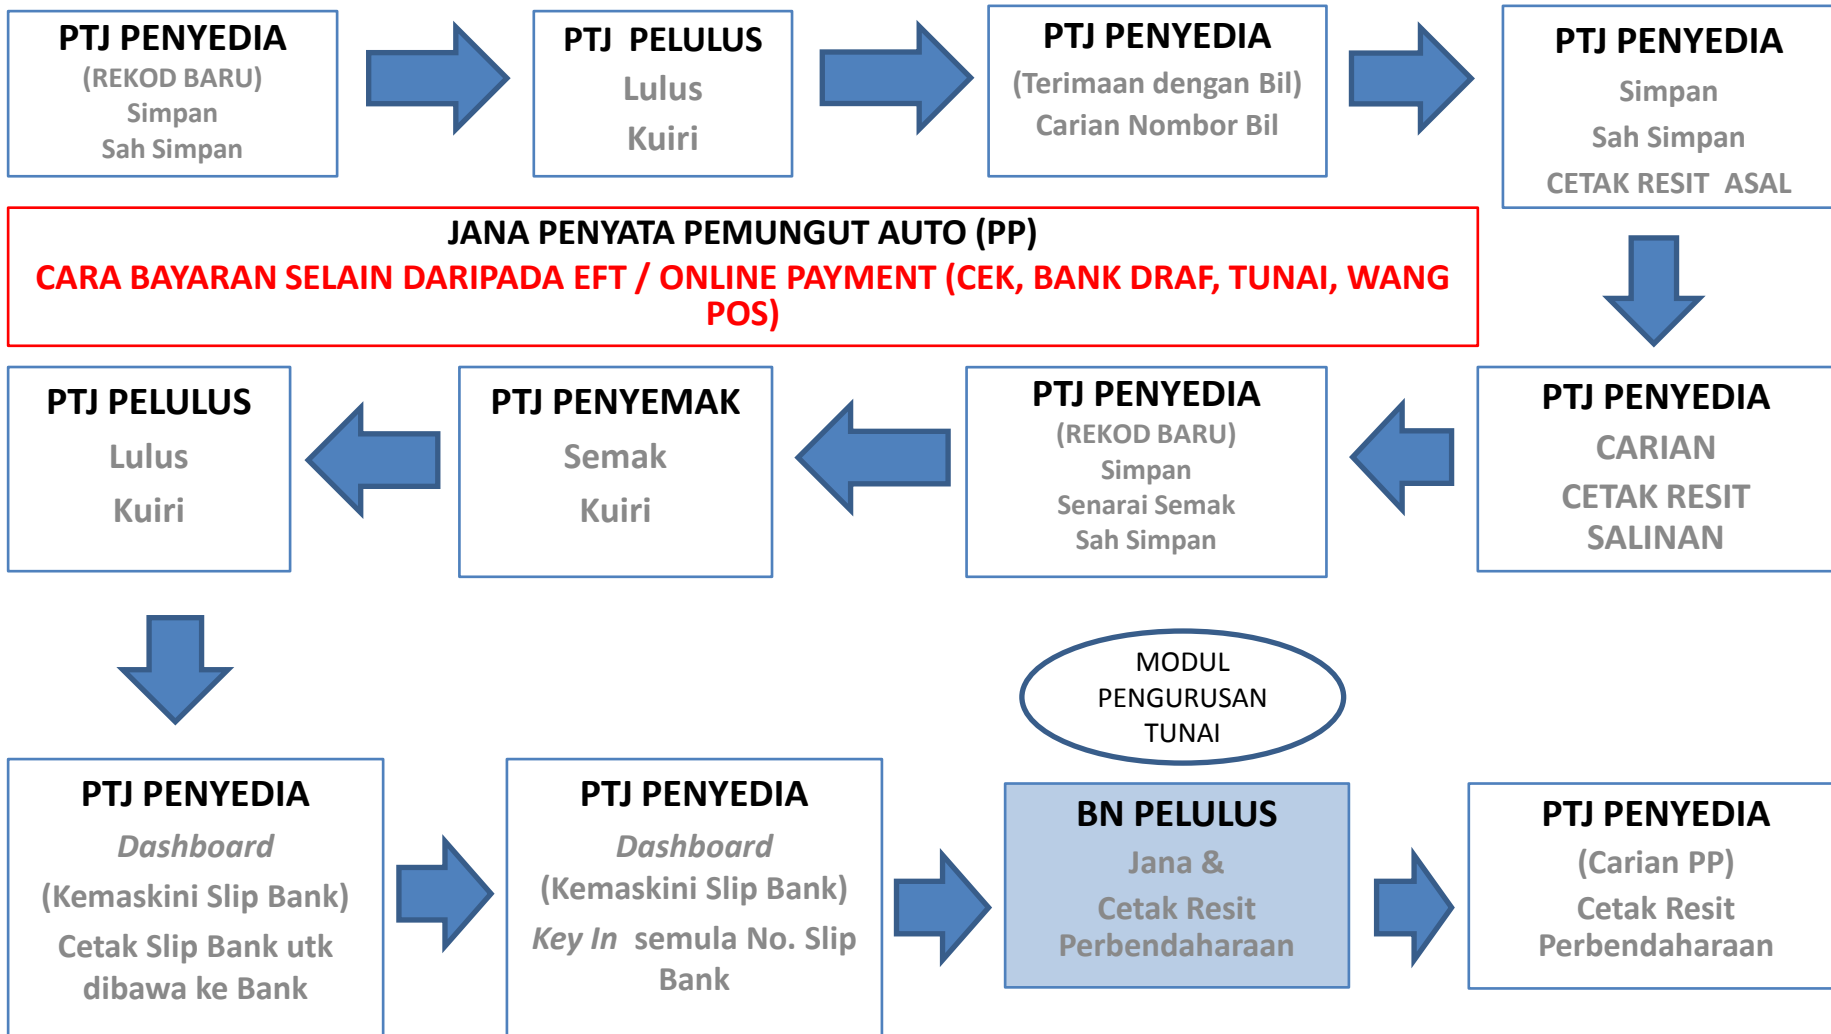 PTJ PENYEDIA
(REKOD BARU)
Simpan
Sah Simpan
PTJ PELULUS
Lulus
Kuiri
PTJ PENYEDIA
(Terimaan dengan Bil)
Carian Nombor Bil
PTJ PENYEDIA
Simpan
Sah Simpan
CETAK RESIT ASAL
JANA PENYATA PEMUNGUT AUTO (PP)
CARA BAYARAN SELAIN DARIPADA EFT / ONLINE PAYMENT (CEK, BANK DRAF, TUNAI, WANG
POS)
PTJ PENYEDIA
CARIAN
CETAK RESIT
SALINAN
PTJ PENYEDIA
(REKOD BARU)
Simpan
Senarai Semak
Sah Simpan
PTJ PENYEMAK
Semak
Kuiri
PTJ PELULUS
Lulus
Kuiri
PTJ PENYEDIA
Dashboard
(Kemaskini Slip Bank)
Cetak Slip Bank utk
dibawa ke Bank
PTJ PENYEDIA
Dashboard
(Kemaskini Slip Bank)
Key In semula No. Slip
Bank
MODUL
PENGURUSAN
TUNAI
BN PELULUS
Jana &
Cetak Resit
Perbendaharaan
PTJ PENYEDIA
(Carian PP)
Cetak Resit
Perbendaharaan